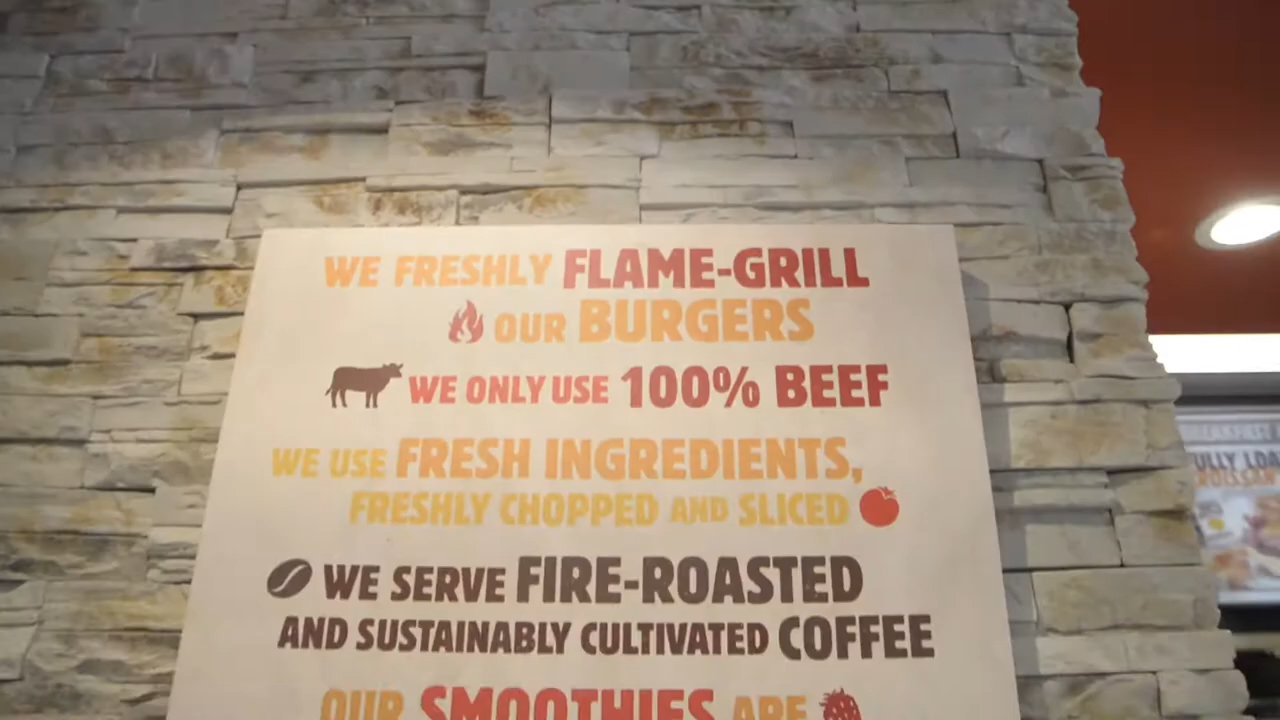 WE FRESHLY FLAME-GRILL
OUR BURGERS
WE ONLY USE 100% BEEF
WE USE FRESH INGREDIENTS,
FRESHLY CHOPPED AND SLICED
WE SERVE FIRE-ROASTED
AND SUSTAINABLY CULTIVATED COFFEE
OUR SMOOTHIES ARE